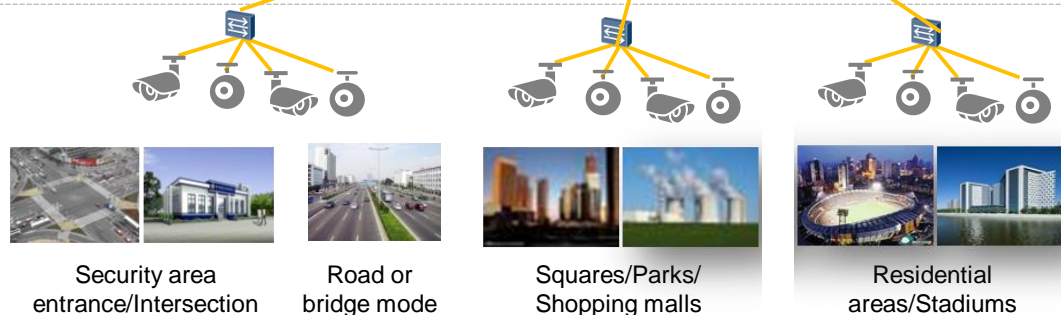 Security area
entrance/Intersection
Road or
bridge mode
Squares/Parks/
Shopping malls
Residential
areas/Stadiums